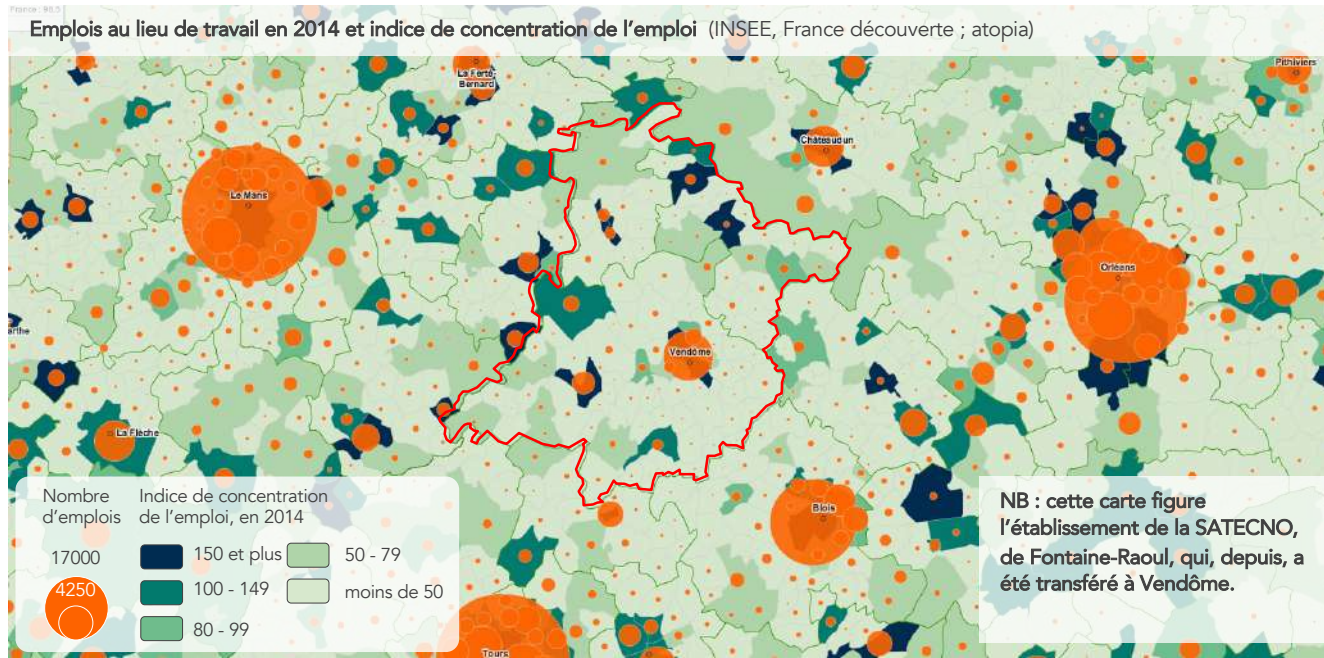 France : 98.5
Emplois au lieu de travail en 2014 et indice de concentration de l'emploi (INSEE, France découverte ; atopia)
La Ferté-
Bernard
Pithiviers
Châteaudun
Le Mans
Orléans
Vendôme
La Flèche
Blois
Tours
Nombre
d'emplois
17000
4250
Indice de concentration
de l'emploi, en 2014
150 et plus
100 - 149
80 - 99
50 - 79
moins de 50
NB : cette carte figure
l'établissement de la SATECNO,
de Fontaine-Raoul, qui, depuis, a
été transféré à Vendôme.